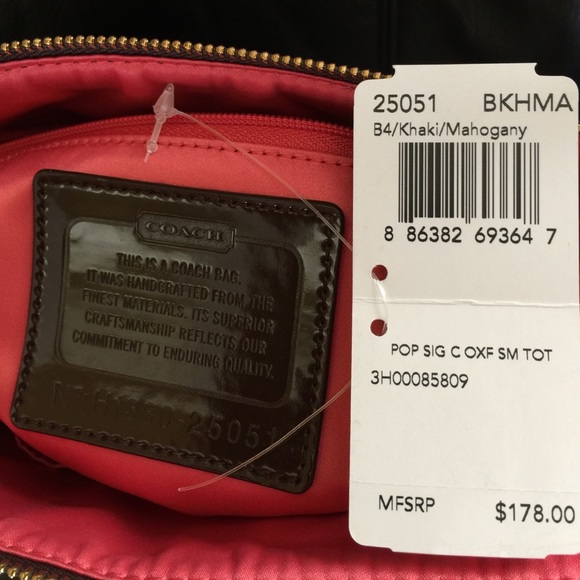 COACH
THIS IS A COACH BAG.
IT WAS HANDCRAFTED FROM THE
FINEST MATERIALS. ITS SUPERIOR
CRAFTSMANSHIP REFLECTS OUR
COMMITMENT TO ENDURING QUALITY.
-25051
25051 BKHMA
B4/Khaki/Mahogany
8 86382 69364 7
POP SIG C OXF SM TOT
3H00085809
MFSRP $178.00